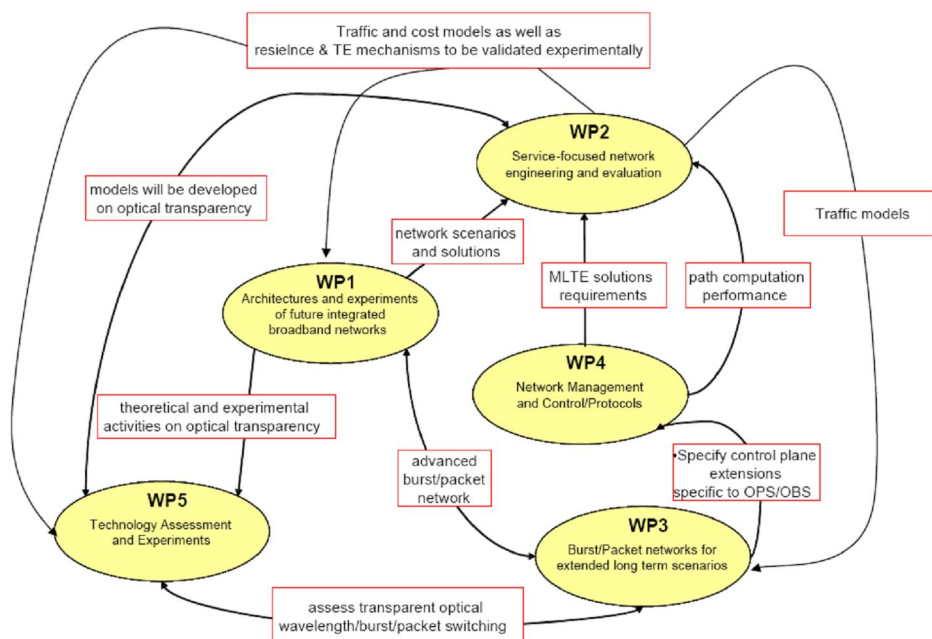 Traffic and cost models as well as
resielnce & TE mechanisms to be validated experimentally
WP2
Service-focused network
engineering and evaluation
models will be developed
on optical transparency
Traffic models
network scenarios
and solutions
MLTE solutions
requirements
path computation
performance
WP1
Architectures and experiments
of future integrated
broadband networks
WP4
Network Management
and Control/Protocols
theoretical and experimental
activities on optical transparency
advanced
burst/packet
network
•Specify control plane
extensions
specific to OPS/OBS
WP5
Technology Assessment
and Experiments
WP3
Burst/Packet networks for
extended long term scenarios
assess transparent optical
wavelength/burst/packet switching